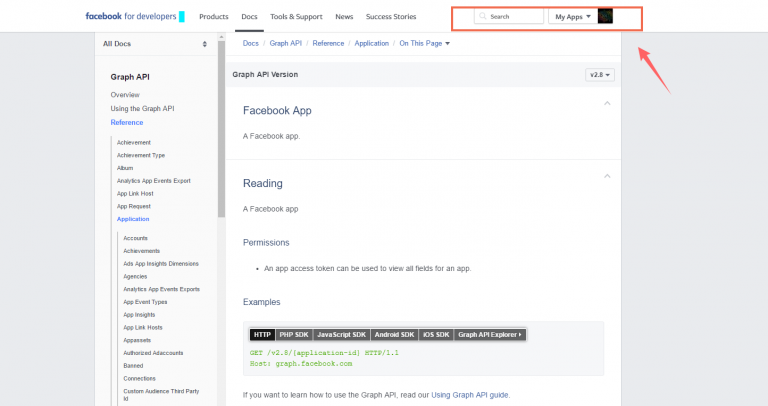 facebook for developers Products Docs Tools & Support News Success Stories Search My Apps
All Docs
Docs / Graph API / Reference / Application / On This Page
Graph API
Overview
Using the Graph API
Reference
Achievement
Achievement Type
Album
Analytics App Events Export
App Link Host
App Request
Application
Accounts
Achievements
Ads App Insights Dimensions
Agencies
Analytics App Events Exports
App Event Types
App Insights
App Link Hosts
Appassets
Authorized Adaccounts
Banned
Connections
Custom Audience Third Party
Id
Graph API Version v2.8
Facebook App
A Facebook app.
Reading
A Facebook app
Permissions
• An app access token can be used to view all fields for an app.
Examples
HTTP PHP SDK JavaScript SDK Android SDK iOS SDK Graph API Explorer
GET /v2.8/{application-id} HTTP/1.1
Host: graph.facebook.com
If you want to learn how to use the Graph API, read our Using Graph API guide.